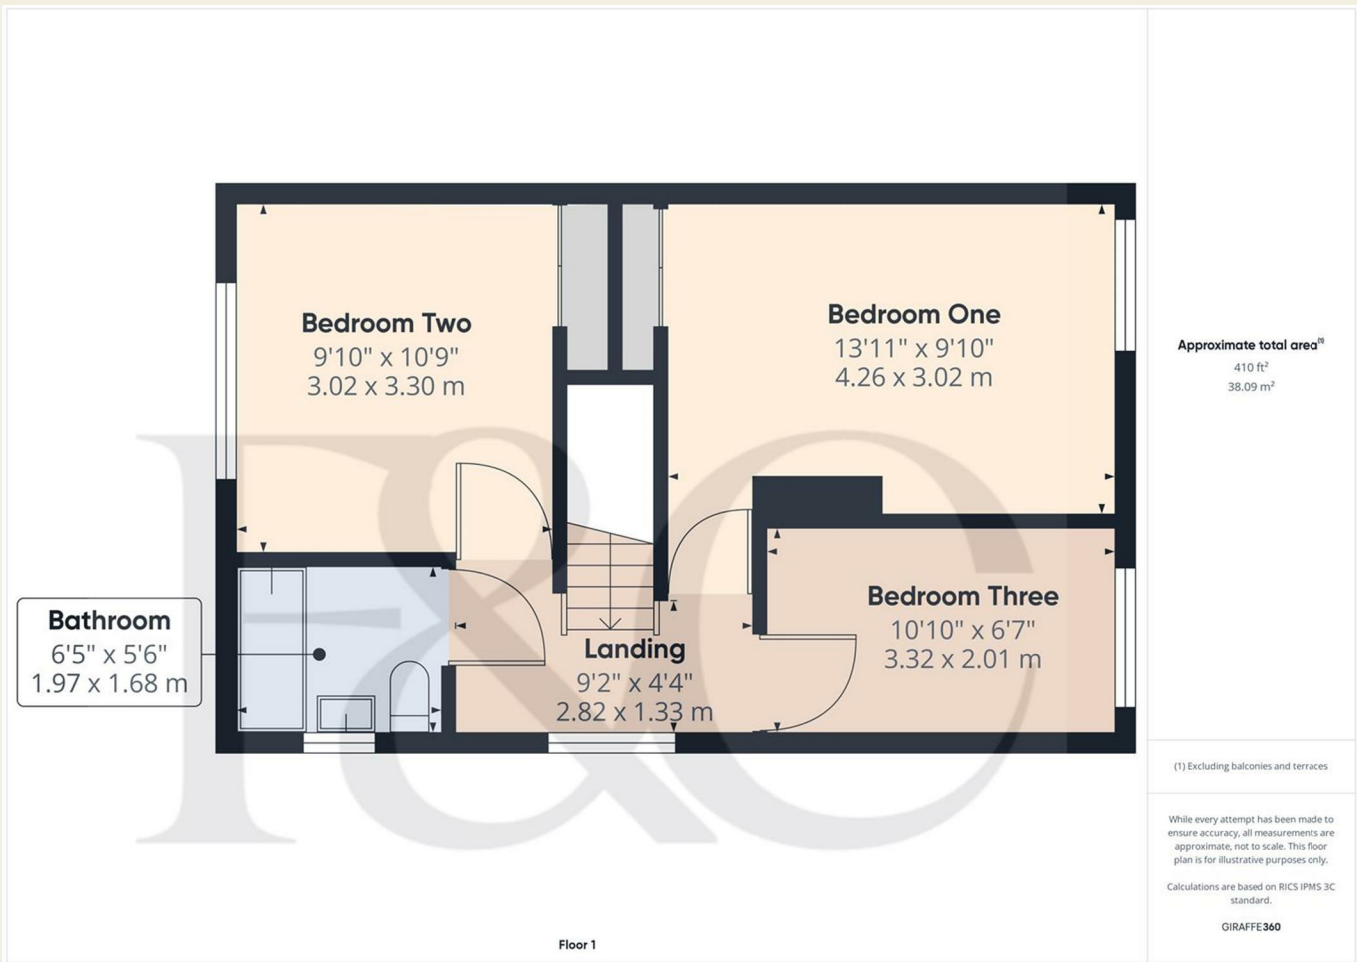 Bedroom Two
9'10" x 10'9"
3.02 x 3.30 m
Bedroom One
13'11" x 9'10"
4.26 x 3.02 m
Bathroom
6'5" x 5'6"
1.97 x 1.68 m
Landing
9'2" x 4'4"
2.82 x 1.33 m
Bedroom Three
10'10" x 6'7"
3.32 x 2.01 m
F&C
Floor 1
Approximate total area⁽¹⁾
410 ft²
38.09 m²
(1) Excluding balconies and terraces
While every attempt has been made to
ensure accuracy, all measurements are
approximate, not to scale. This floor
plan is for illustrative purposes only.
Calculations are based on RICS IPMS 3C
standard.
GIRAFFE360